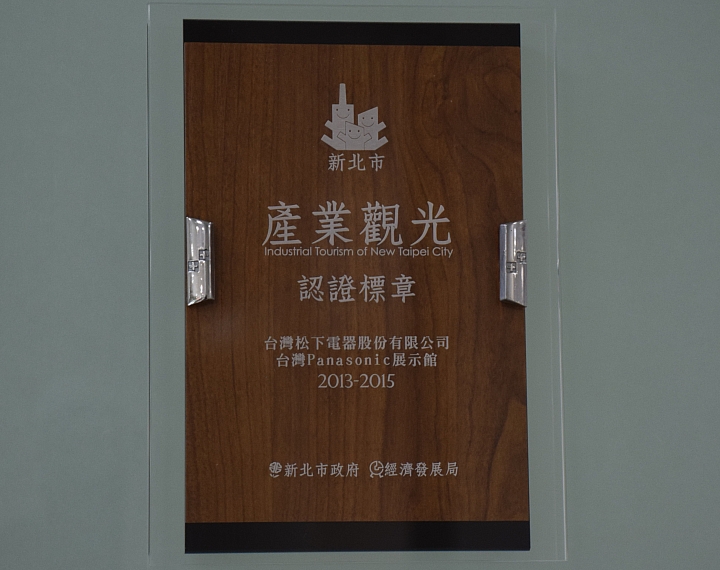 新北市
產業觀光
Industrial Tourism of New Taipei City
認證標章
台灣松下電器股份有限公司
台灣Panasonic展示館
2013-2015
新北市政府 經濟發展局